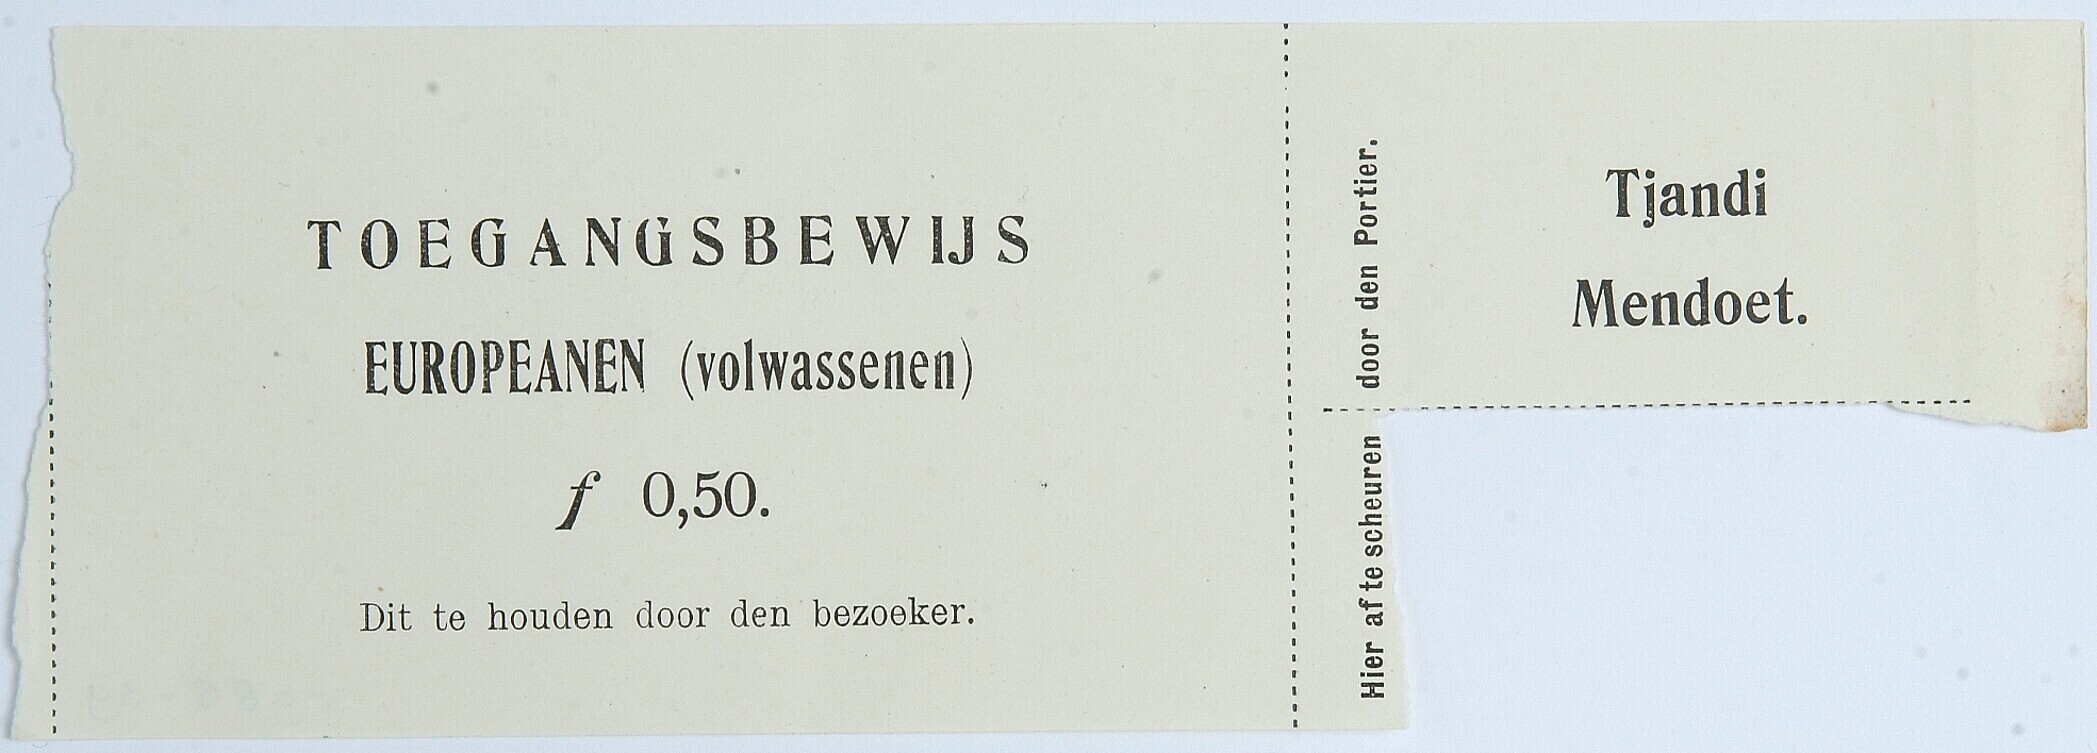 TOEGANGSBEWIJS
EUROPEANEN (volwassenen)
f 0,50.
Dit te houden door den bezoeker.
Hier af te scheuren door den Portier.
Tjandi
Mendoet.